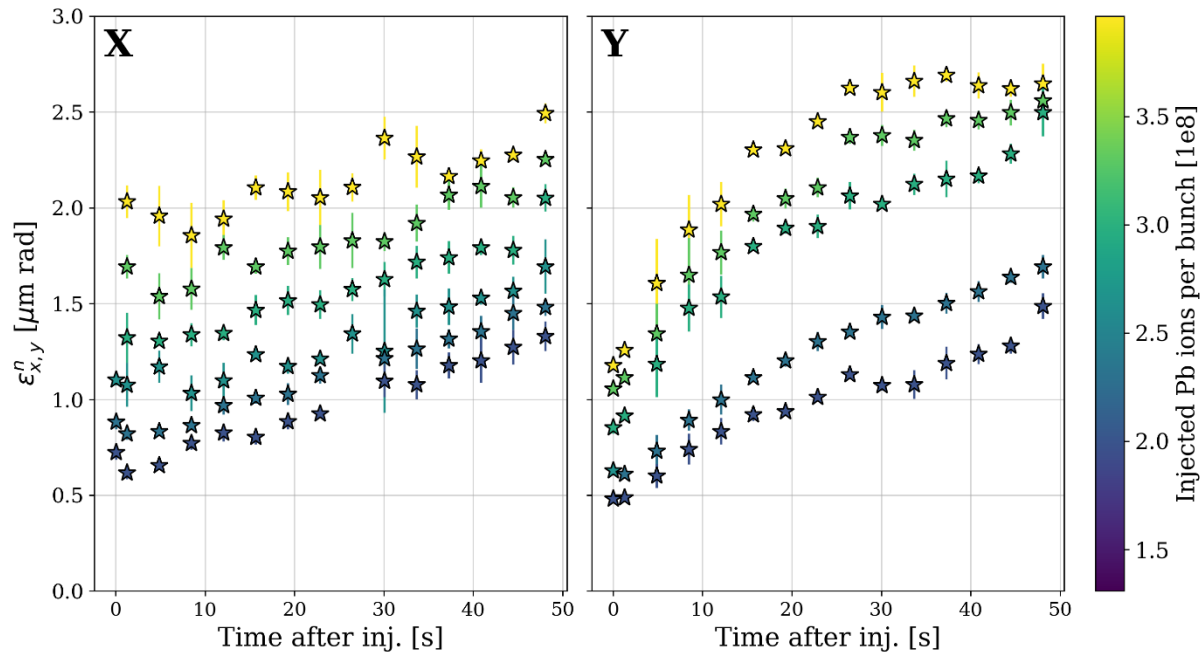 X
Y
3.0
2.5
2.0
1.5
1.0
0.5
0.0
εⁿx,y [μm rad]
0 10 20 30 40 50
0 10 20 30 40 50
Time after inj. [s]
Time after inj. [s]
3.5
3.0
2.5
2.0
1.5
Injected Pb ions per bunch [1e8]